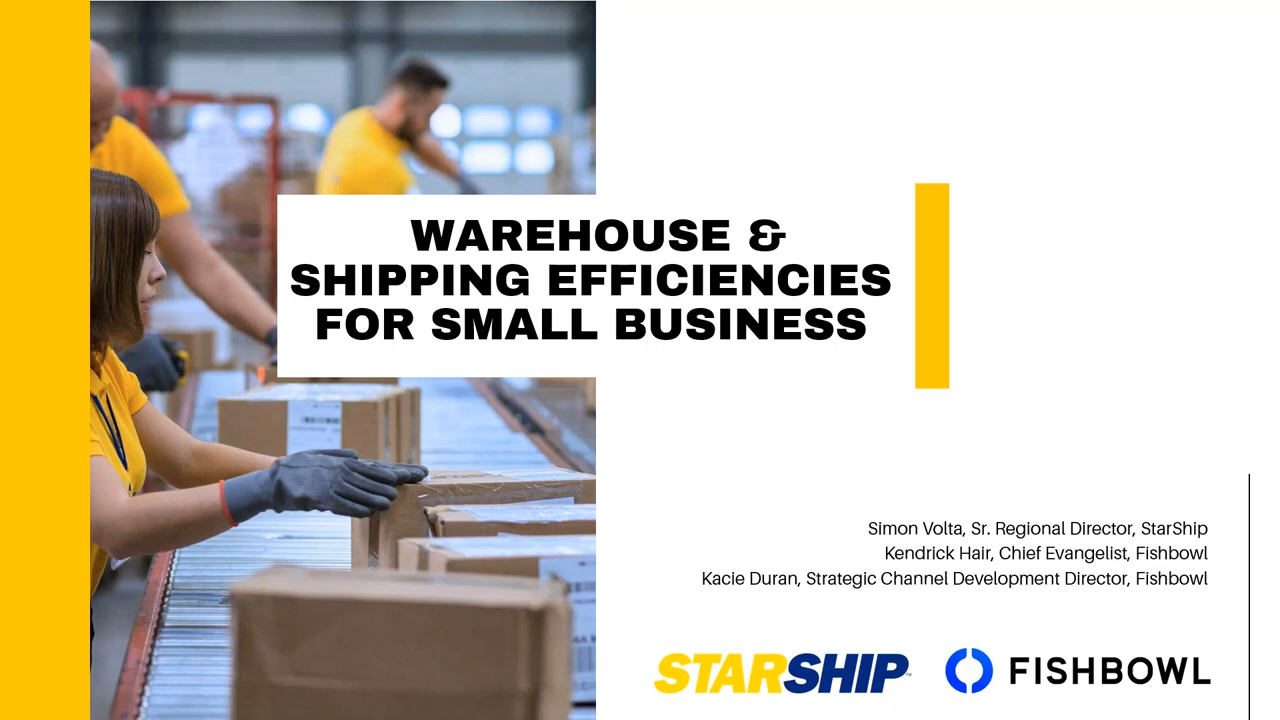 WAREHOUSE &
SHIPPING EFFICIENCIES
FOR SMALL BUSINESS
Simon Volta, Sr. Regional Director, StarShip
Kendrick Hair, Chief Evangelist, Fishbowl
Kacie Duran, Strategic Channel Development Director, Fishbowl
STARSHIP™
FISHBOWL